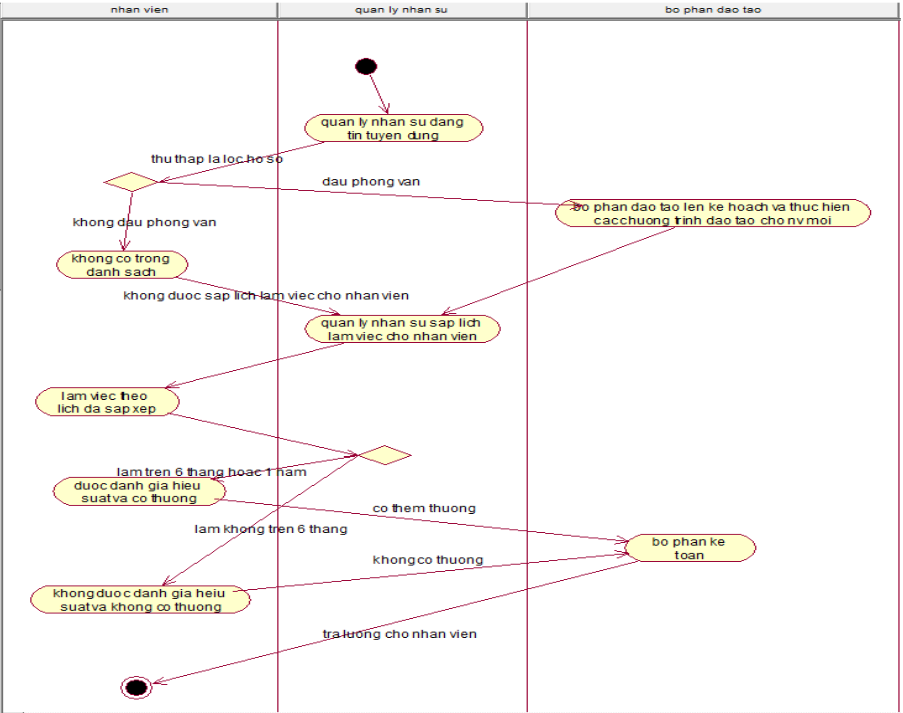 nhan vien
quan ly nhan su
bo phan dao tao
quan ly nhan su dang
tin tuyen dung
thu thap la loc ho so
dau phong van
bo phan dao tao len ke hoach va thuc hien
cac chuong trinh dao tao cho nv moi
khong dau phong van
khong co trong
danh sach
khong duoc sap lich lam viec cho nhan vien
quan ly nhan su sap lich
lam viec cho nhan vien
lam viec theo
lich da sap xep
lam tren 6 thang hoac 1 nam
duoc danh gia hieu
suat va co thuong
co them thuong
lam khong tren 6 thang
bo phan ke
toan
khong co thuong
khong duoc danh gia heiu
suat va khong co thuong
tra luong cho nhan vien